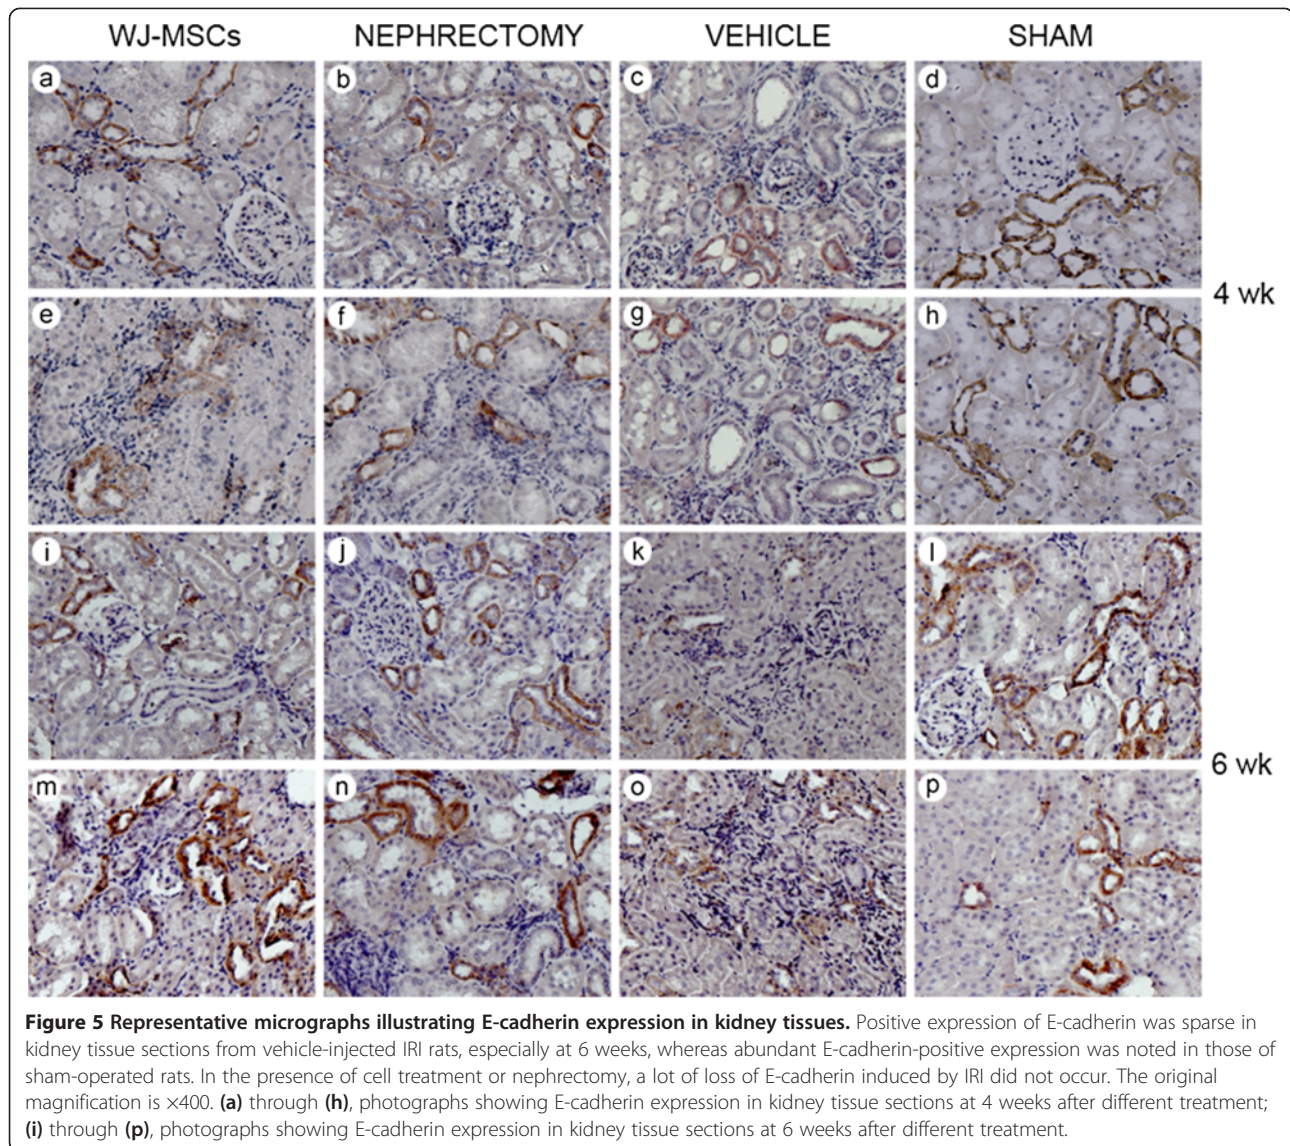 WJ-MSCs NEPHRECTOMY VEHICLE SHAM
a b c d
4 wk
e f g h
i j k l
6 wk
m n o p
Figure 5 Representative micrographs illustrating E-cadherin expression in kidney tissues. Positive expression of E-cadherin was sparse in
kidney tissue sections from vehicle-injected IRI rats, especially at 6 weeks, whereas abundant E-cadherin-positive expression was noted in those of
sham-operated rats. In the presence of cell treatment or nephrectomy, a lot of loss of E-cadherin induced by IRI did not occur. The original
magnification is ×400. (a) through (h), photographs showing E-cadherin expression in kidney tissue sections at 4 weeks after different treatment;
(i) through (p), photographs showing E-cadherin expression in kidney tissue sections at 6 weeks after different treatment.